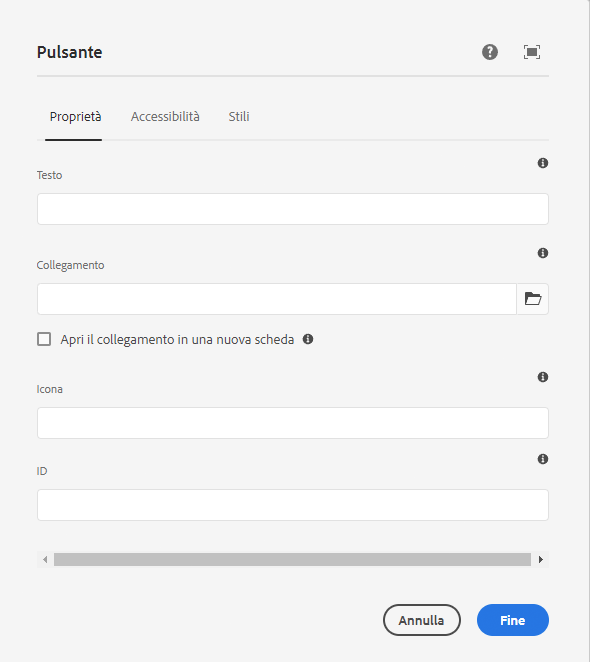 Pulsante
Proprietà Accessibilità Stili
Testo
Collegamento
Apri il collegamento in una nuova scheda
Icona
ID
Annulla Fine